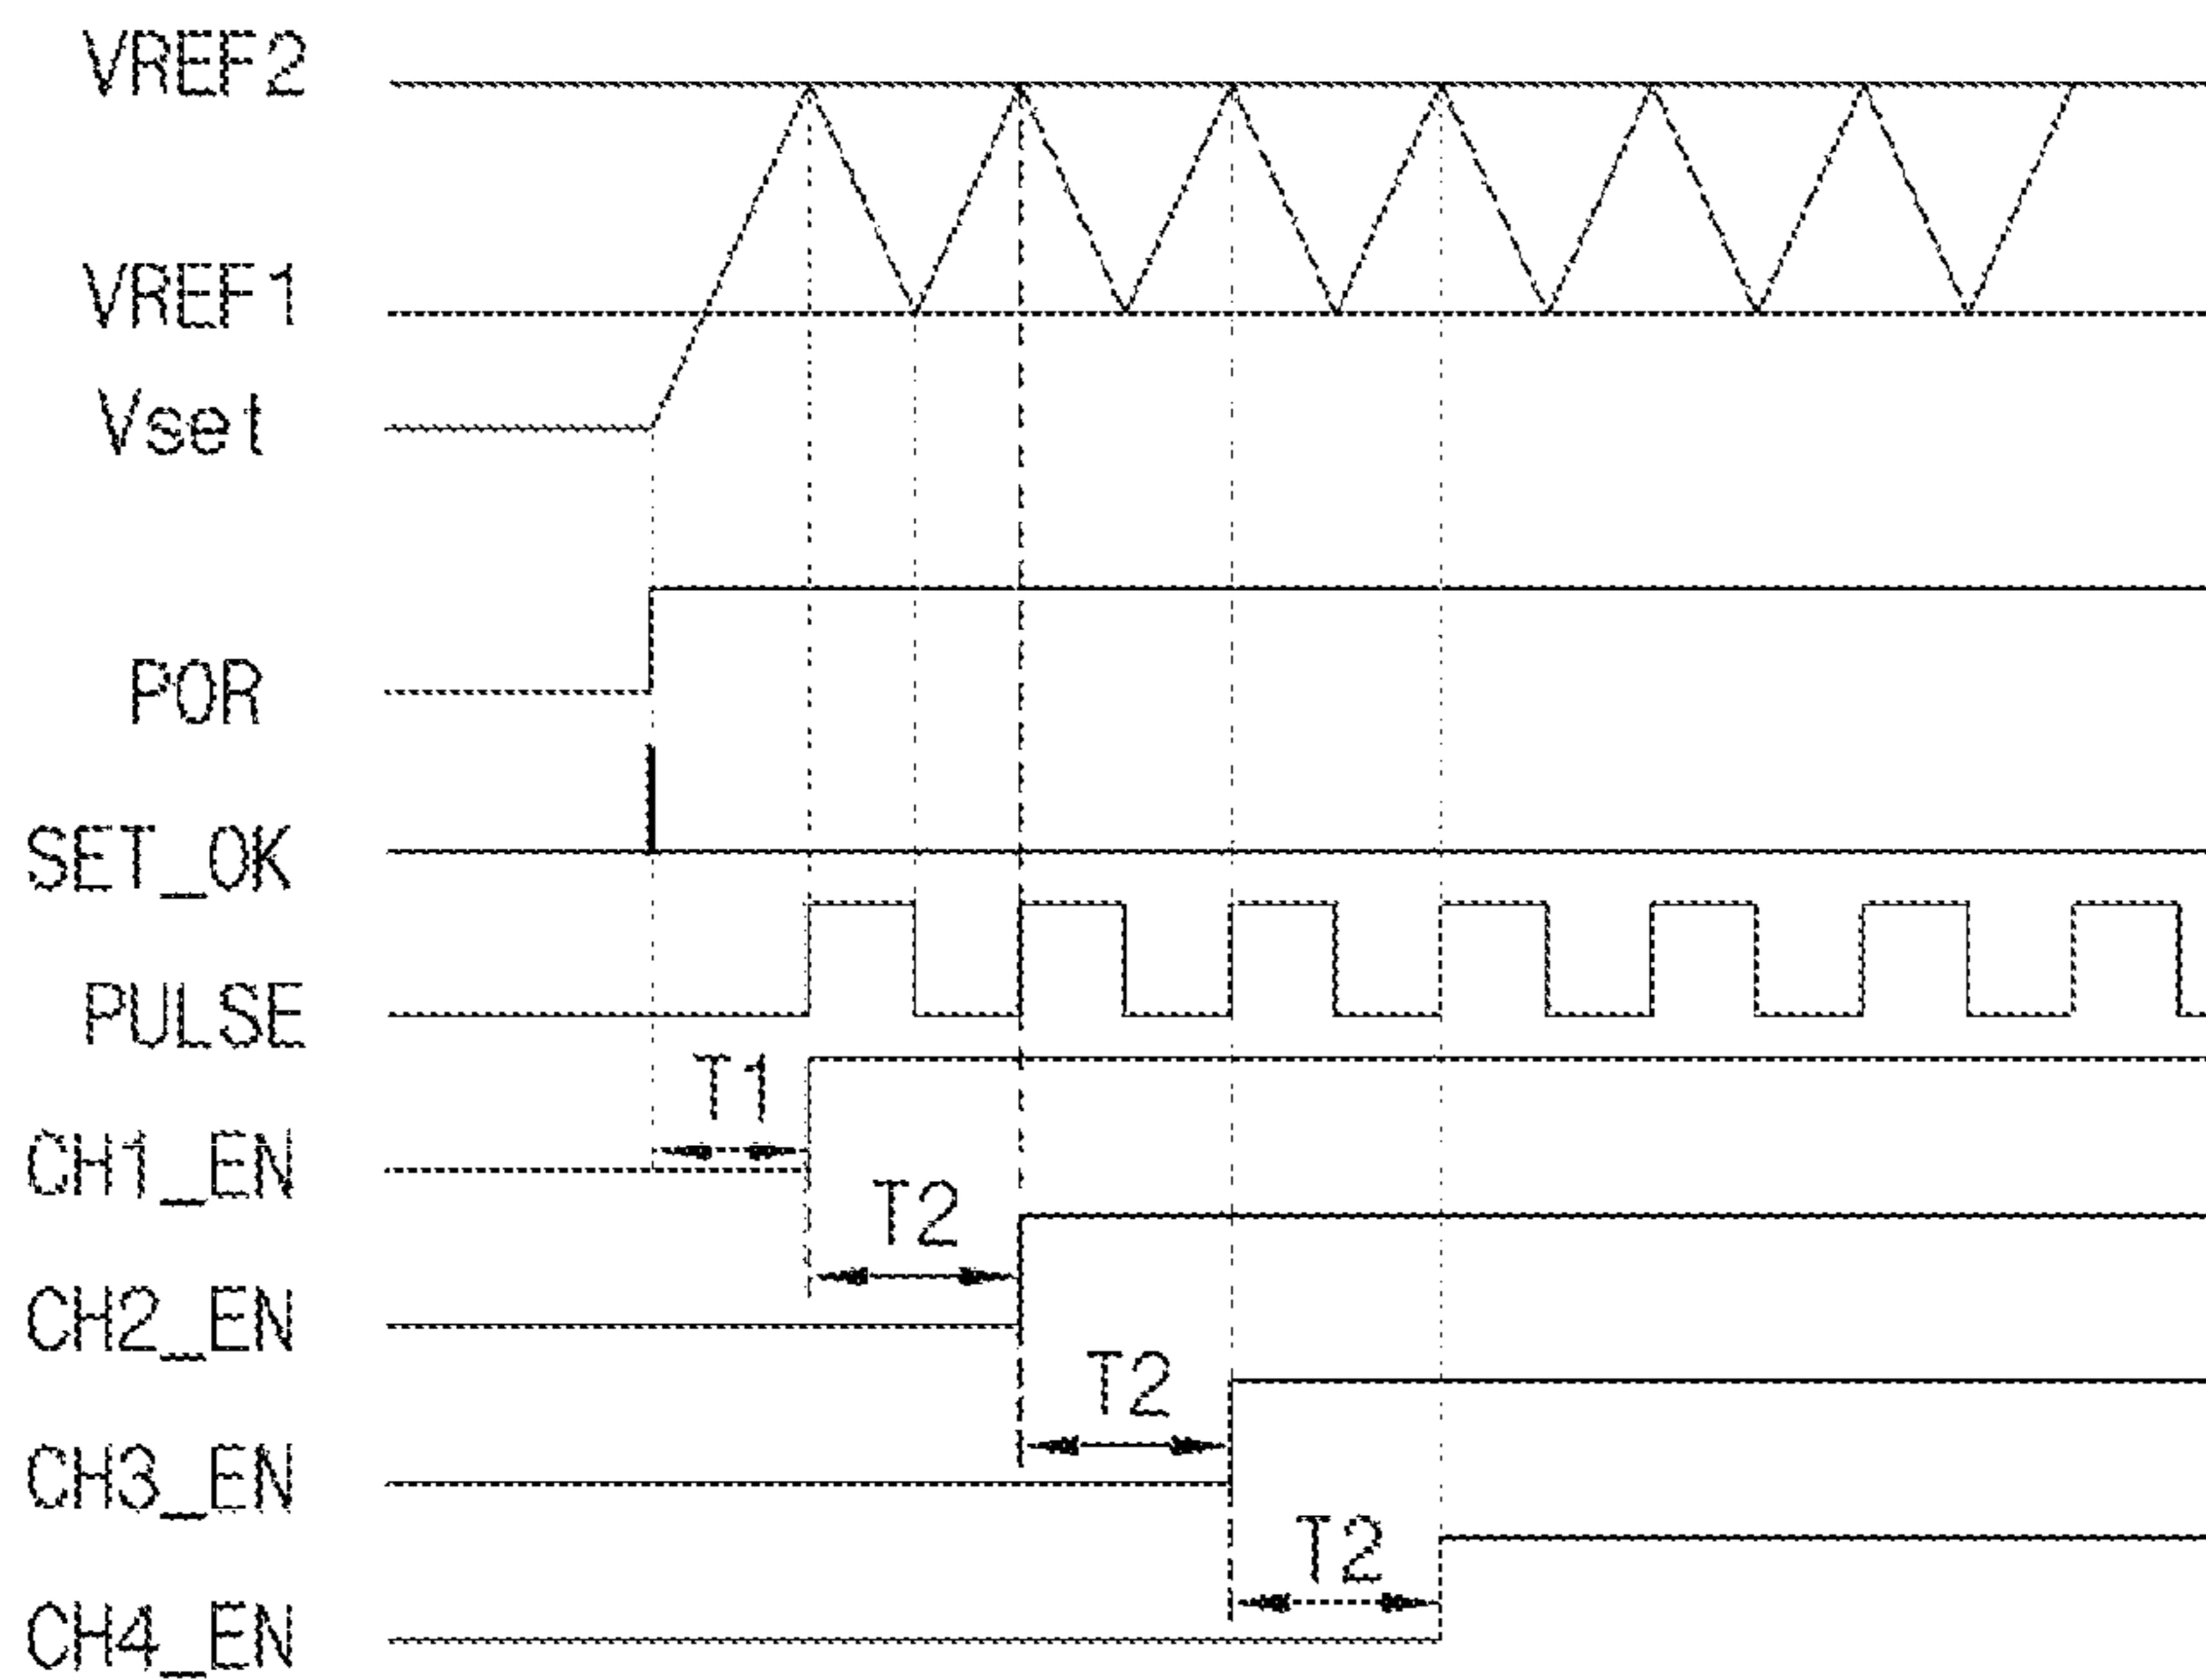 VREF2
VREF1
Vset
POR
SET_OK
PULSE
T1
CH1_EN
T2
CH2_EN
T2
CH3_EN
T2
CH4_EN